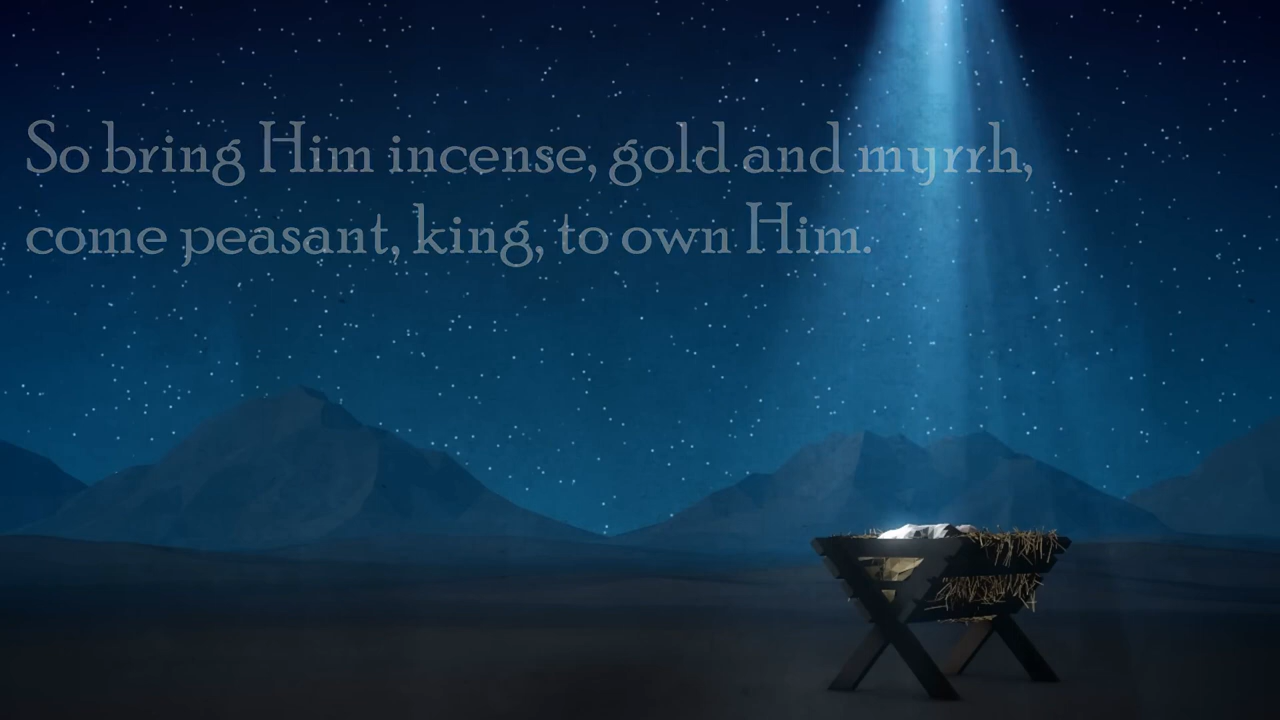 So bring Him incense, gold and myrrh,
come peasant, king, to own Him.